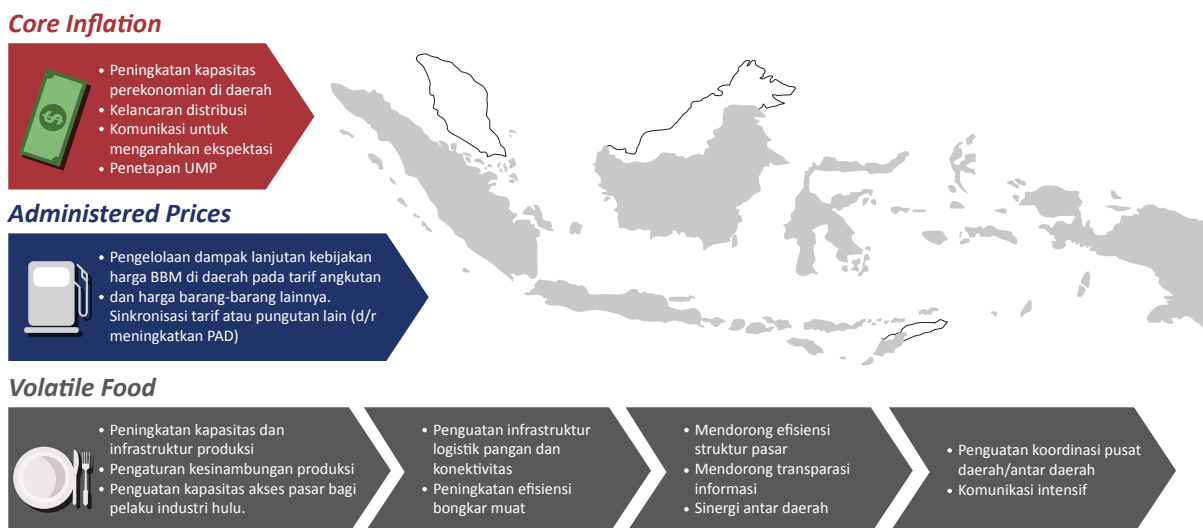 Core Inflation
• Peningkatan kapasitas
perekonomian di daerah
• Kelancaran distribusi
• Komunikasi untuk
mengarahkan ekspektasi
• Penetapan UMP
Administered Prices
• Pengelolaan dampak lanjutan kebijakan
harga BBM di daerah pada tarif angkutan
• dan harga barang-barang lainnya.
Sinkronisasi tarif atau pungutan lain (d/r
meningkatkan PAD)
Volatile Food
• Peningkatan kapasitas dan
infrastruktur produksi
• Pengaturan kesinambungan produksi
• Penguatan kapasitas akses pasar bagi
pelaku industri hulu.
• Penguatan infrastruktur
logistik pangan dan
konektivitas
• Peningkatan efisiensi
bongkar muat
• Mendorong efisiensi
struktur pasar
• Mendorong transparasi
informasi
• Sinergi antar daerah
• Penguatan koordinasi pusat
daerah/antar daerah
• Komunikasi intensif